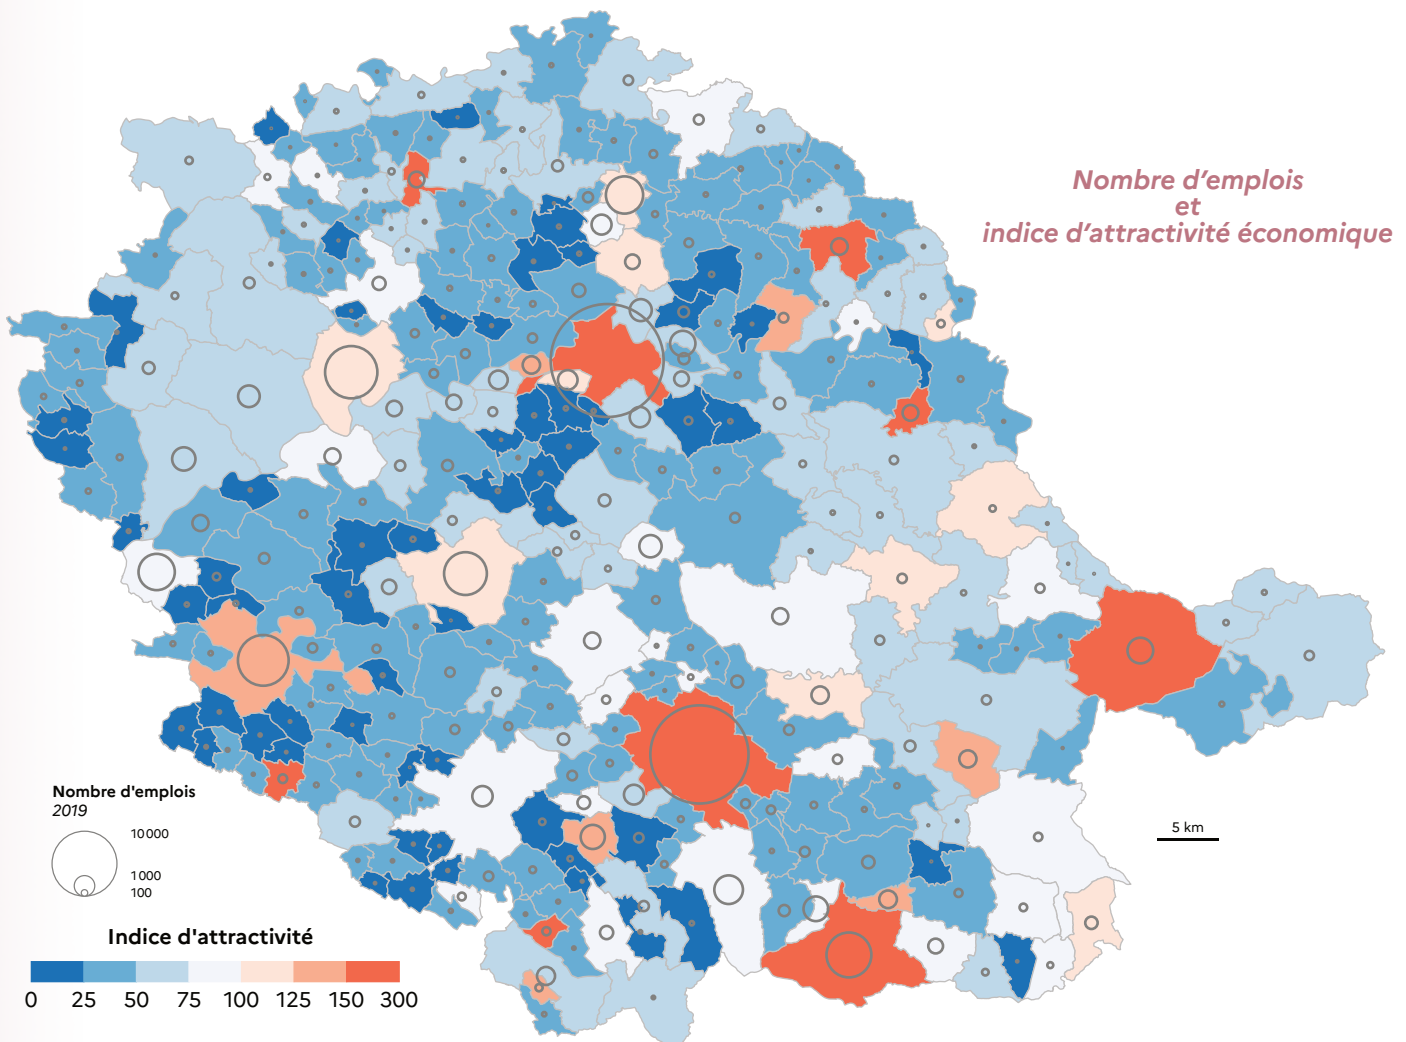 Nombre d'emplois
et
indice d'attractivité économique
Nombre d'emplois
2019
10 000
1 000
100
5 km
Indice d'attractivité
0 25 50 75 100 125 150 300